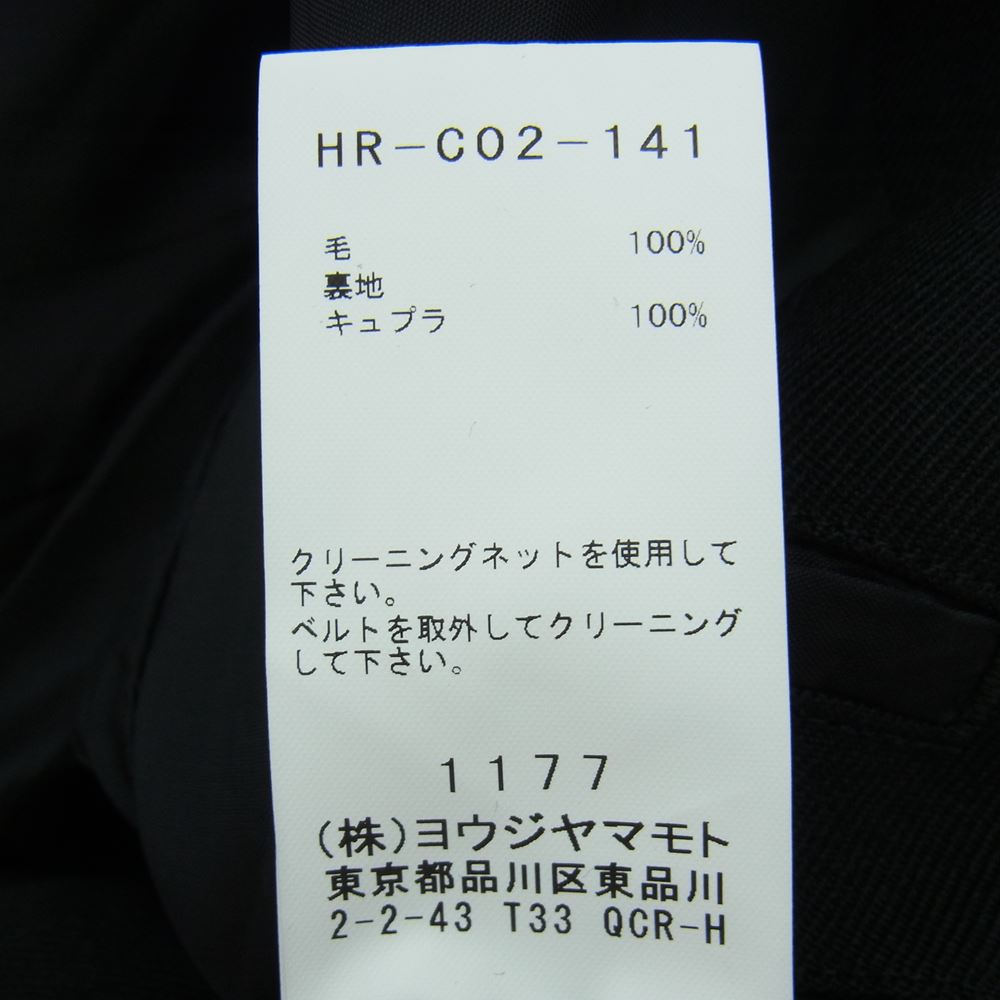 HR-C02-141
毛 100%
裏地
キュプラ 100%
クリーニングネットを使用して
下さい。
ベルトを取外してクリーニング
して下さい。
1177
(株)ヨウジヤマモト
東京都品川区東品川
2-2-43 T33 QCR-H